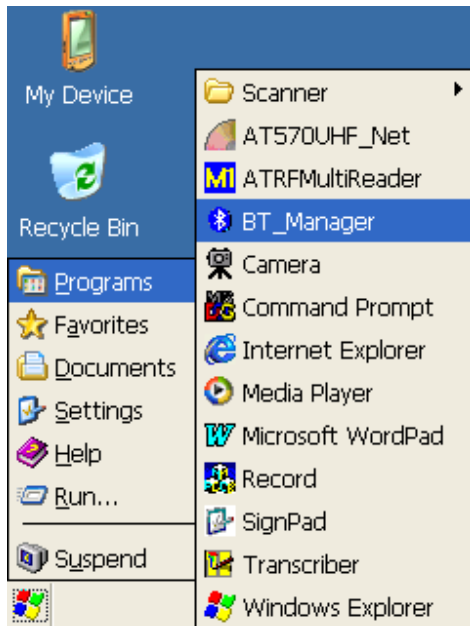 My Device
Recycle Bin
Programs
Favorites
Documents
Settings
Help
Run...
Suspend
Scanner
AT570UHF_Net
M1 ATRFMultiReader
BT_Manager
Camera
Command Prompt
Internet Explorer
Media Player
Microsoft WordPad
Record
SignPad
Transcriber
Windows Explorer